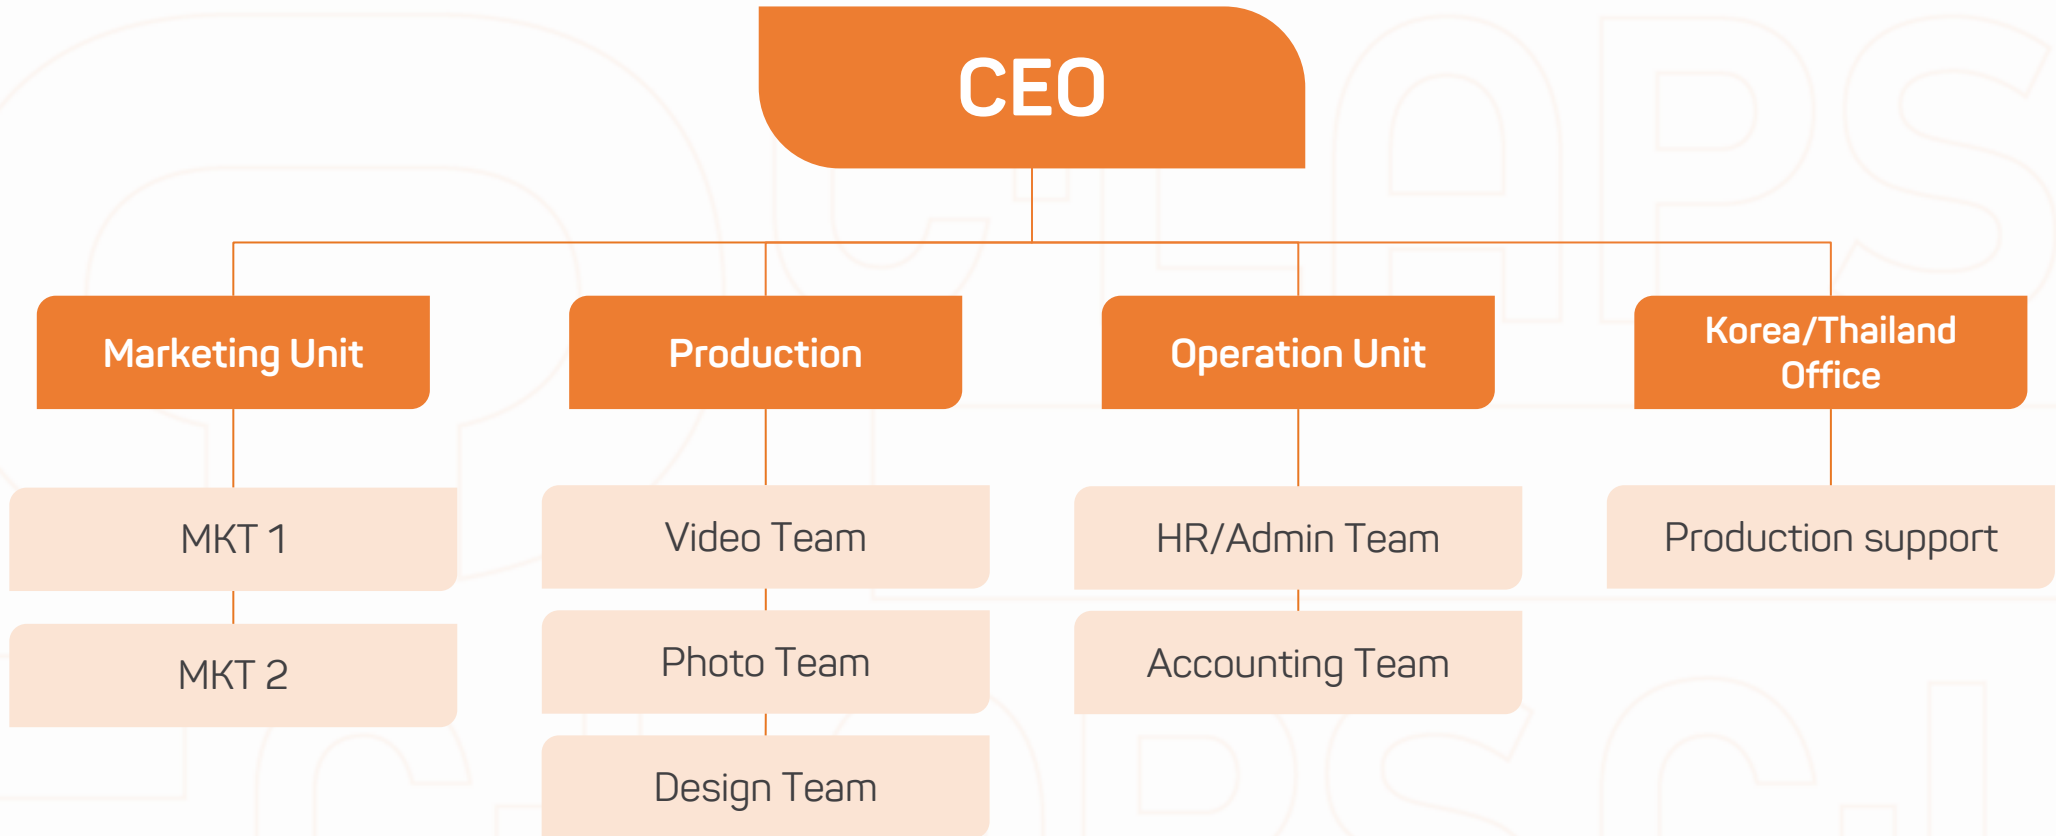 CEO
Marketing Unit
Production
Operation Unit
Korea/Thailand
Office
MKT 1
Video Team
HR/Admin Team
Production support
MKT 2
Photo Team
Accounting Team
Design Team